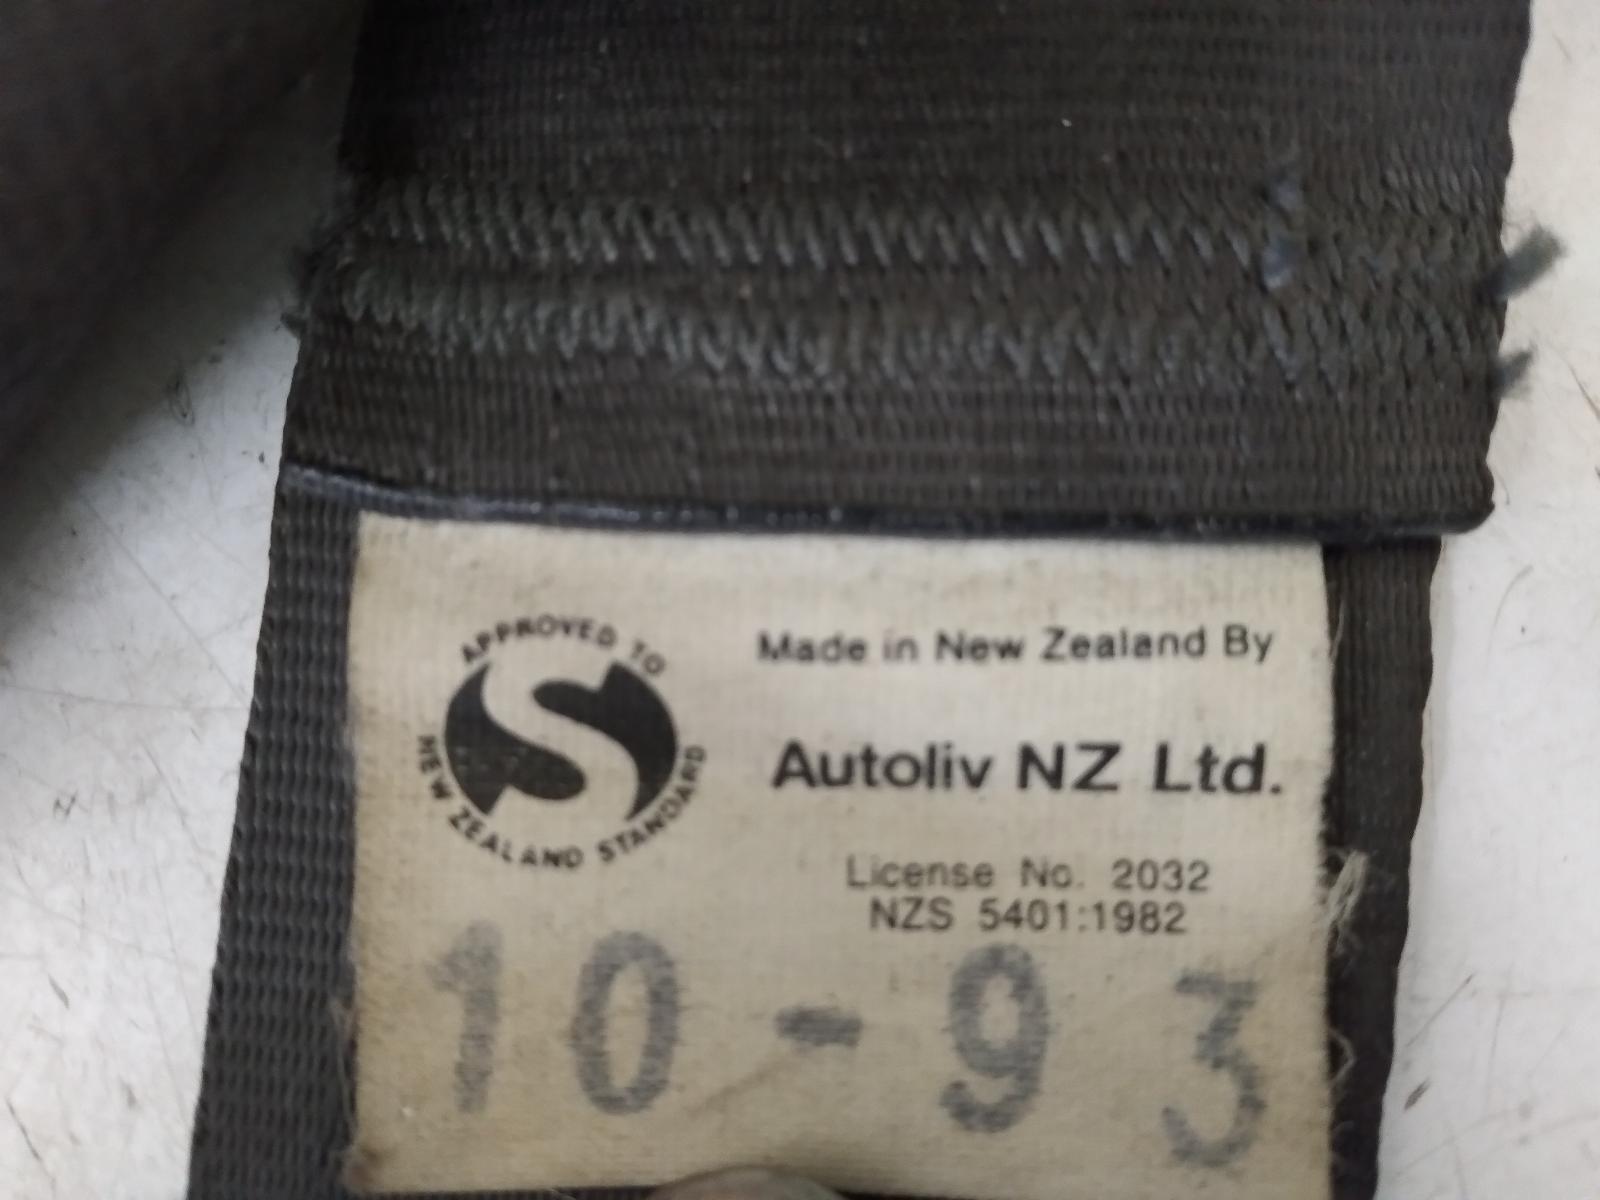 APPROVED TO
S
NEW ZEALAND STANDARD
Made in New Zealand By
Autoliv NZ Ltd.
License No. 2032
NZS 5401:1982
10-93